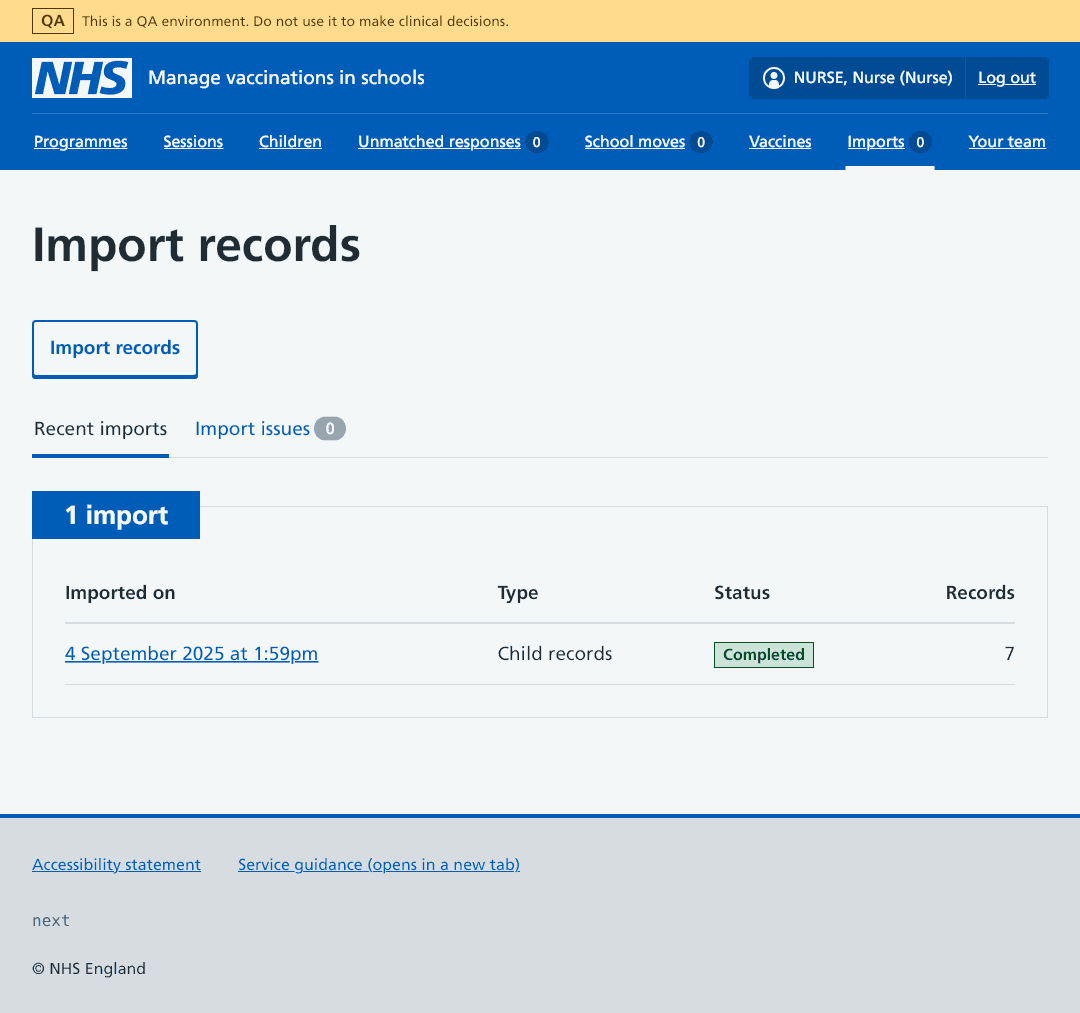 QA This is a QA environment. Do not use it to make clinical decisions.
NHS Manage vaccinations in schools NURSE, Nurse (Nurse) Log out
Programmes Sessions Children Unmatched responses 0 School moves 0 Vaccines Imports 0 Your team
Import records
Import records
Recent imports Import issues 0
1 import
Imported on Type Status Records
4 September 2025 at 1:59pm Child records Completed 7
Accessibility statement Service guidance (opens in a new tab)
next
© NHS England